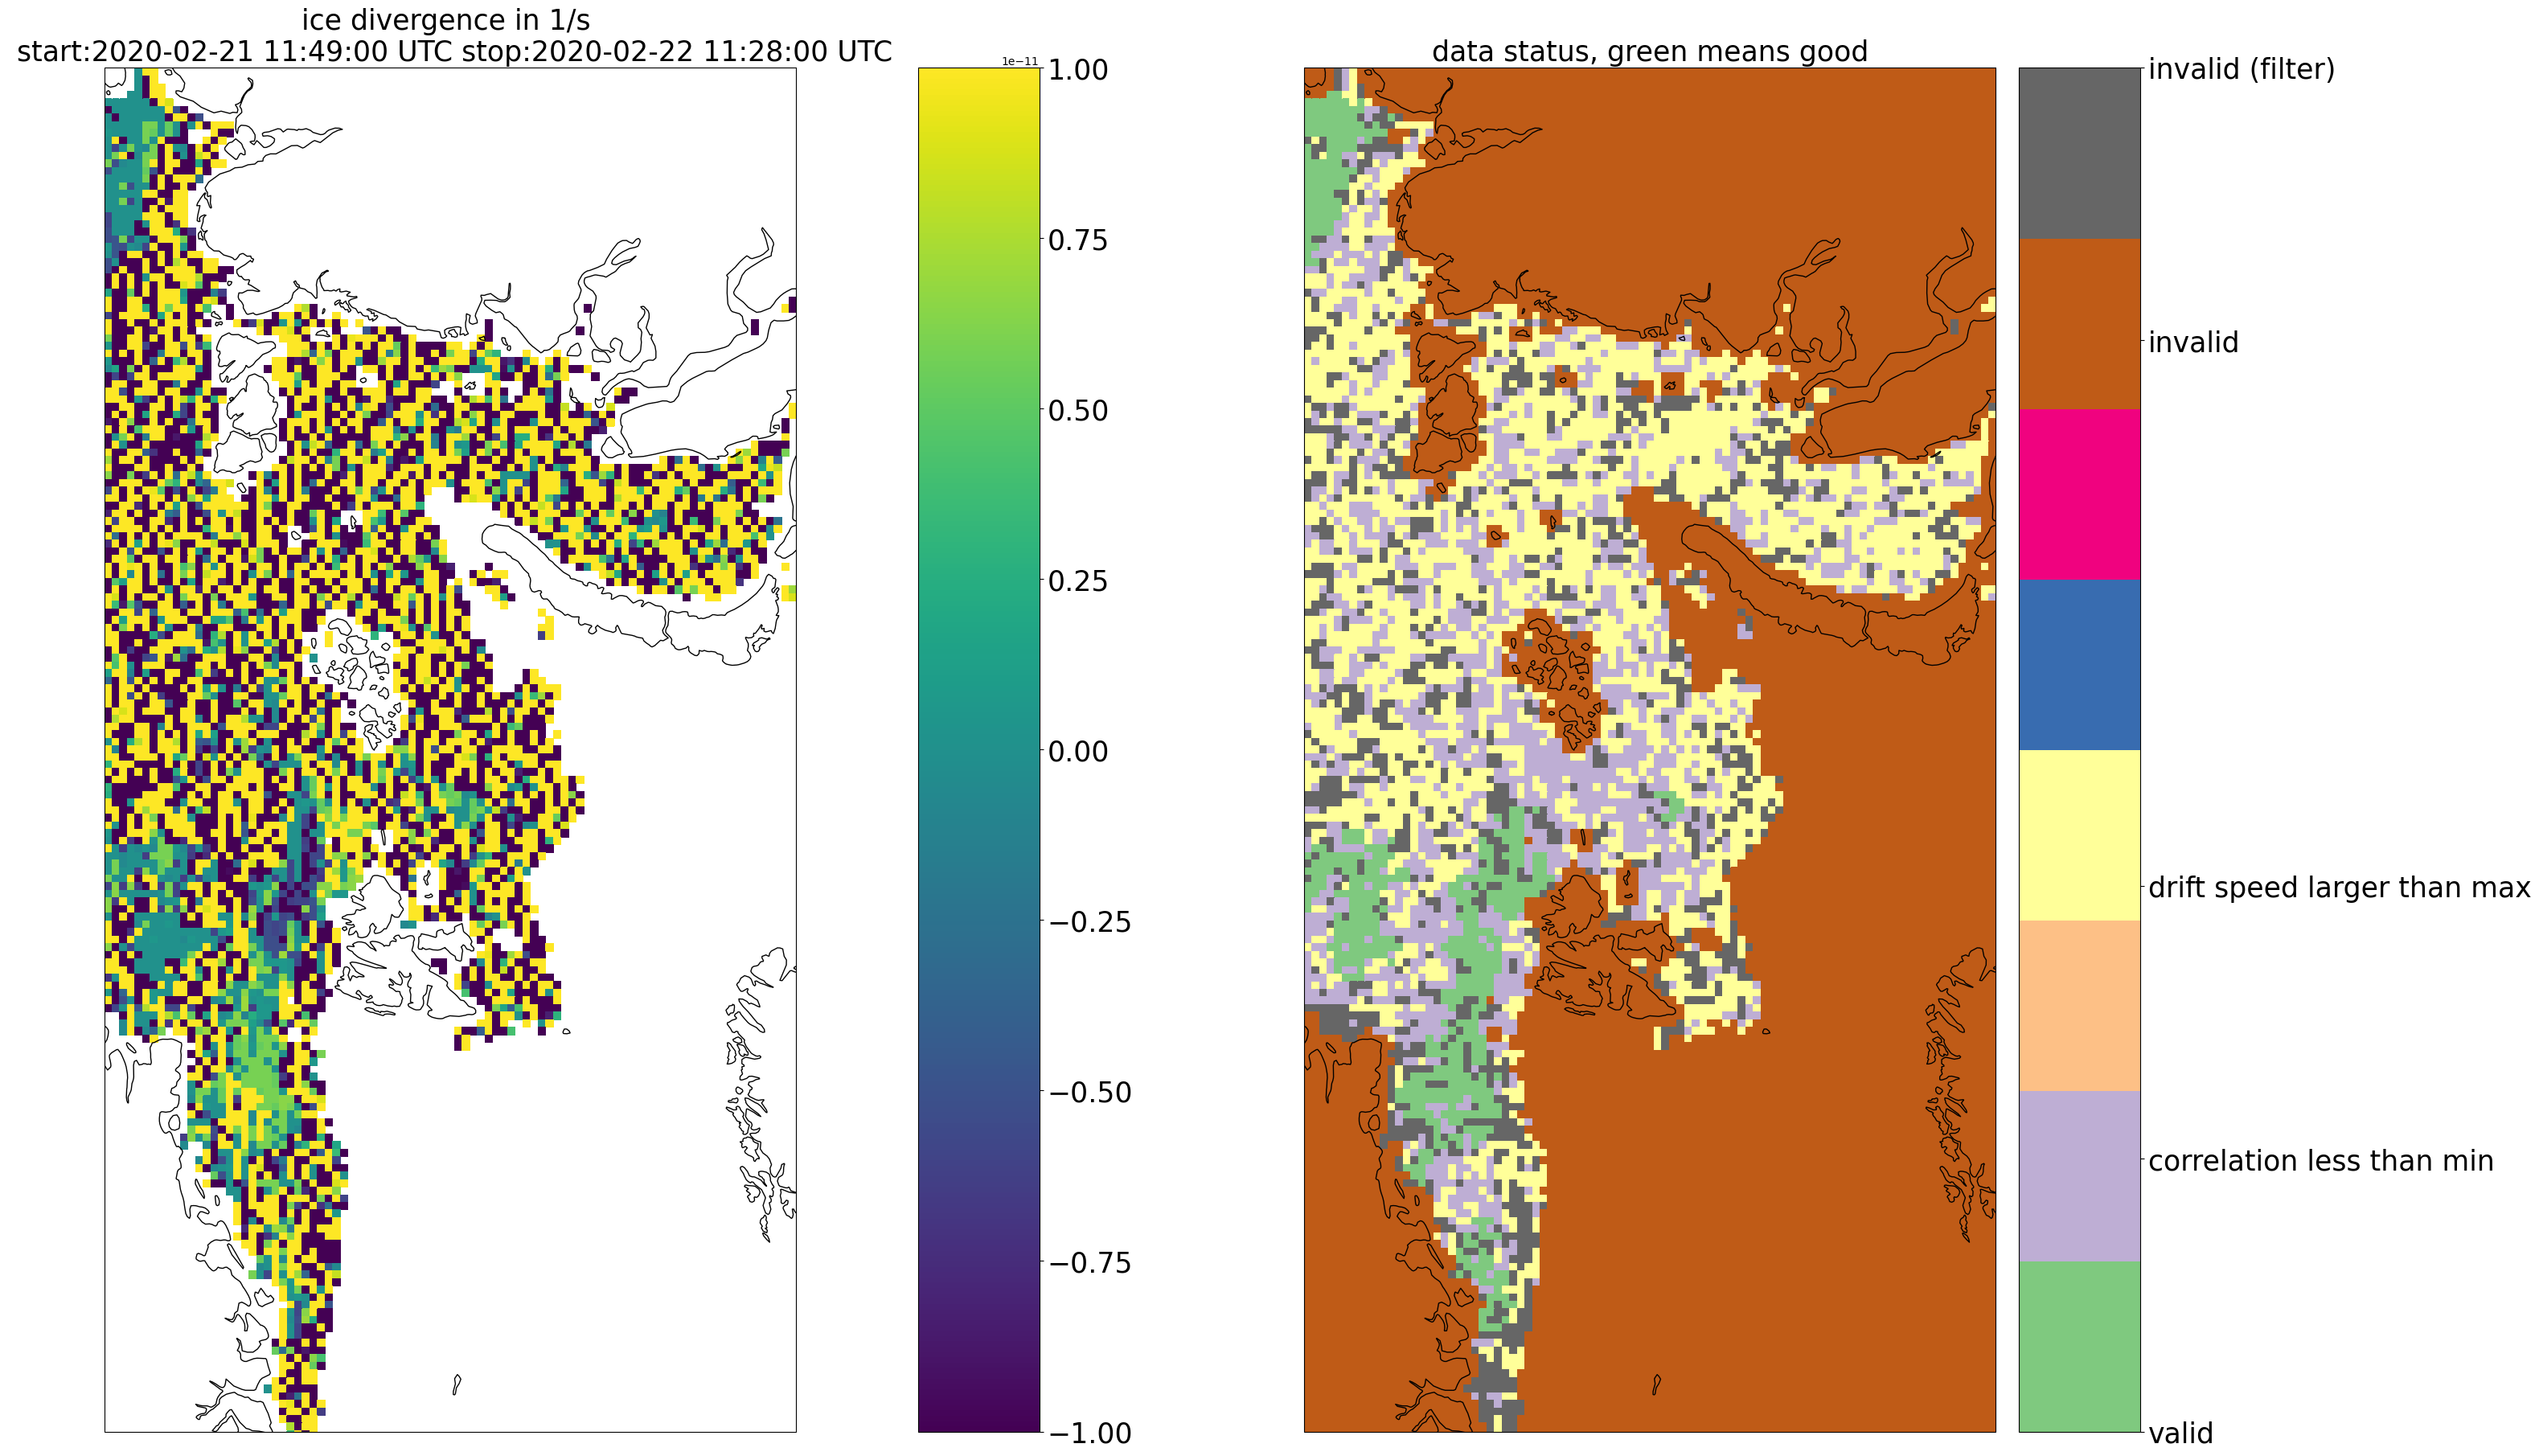 ice divergence in 1/s
start:2020-02-21 11:49:00 UTC stop:2020-02-22 11:28:00 UTC
1e−11
1.00
0.75
0.50
0.25
0.00
−0.25
−0.50
−0.75
−1.00
data status, green means good
invalid (filter)
invalid
drift speed larger than max
correlation less than min
valid